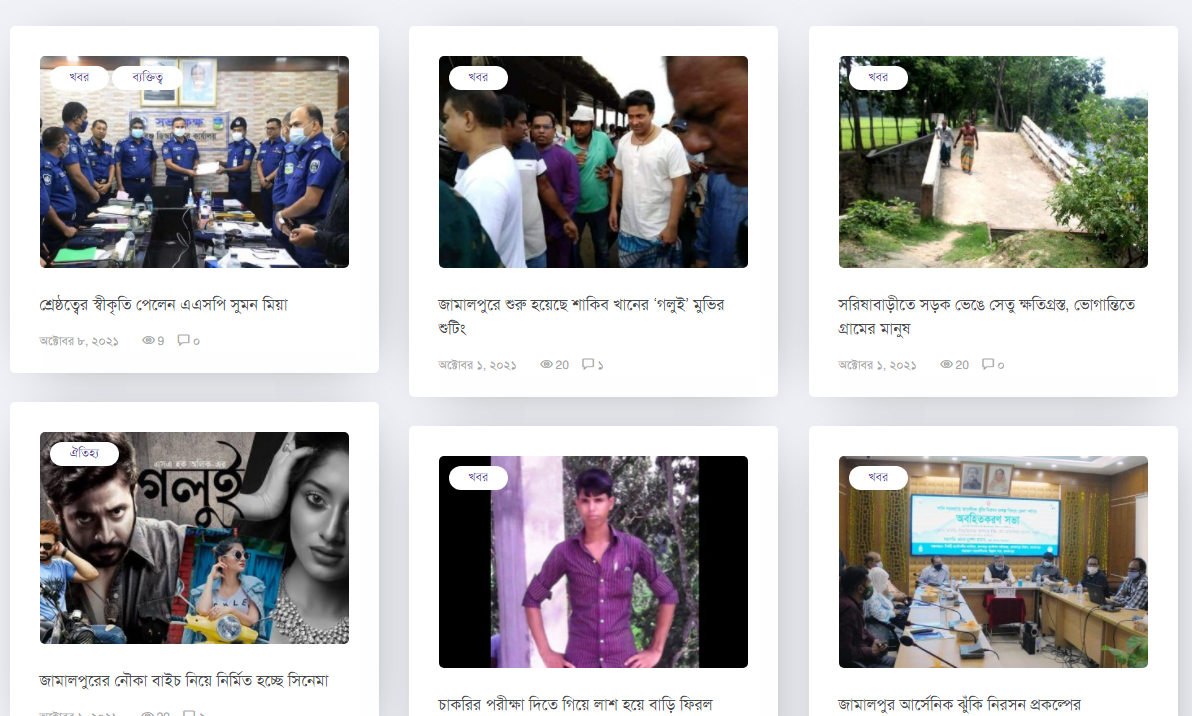 খবর
ব্যক্তিত্ব
শ্রেষ্ঠত্বের স্বীকৃতি পেলেন এএসপি সুমন মিয়া
অক্টোবর ৮, ২০২১ 9 ০
খবর
জামালপুরে শুরু হয়েছে শাকিব খানের ‘গলুই’ মুভির
শুটিং
অক্টোবর ১, ২০২১ 20 ১
খবর
সরিষাবাড়ীতে সড়ক ভেঙে সেতু ক্ষতিগ্রস্ত, ভোগান্তিতে
গ্রামের মানুষ
অক্টোবর ১, ২০২১ 20 ০
ঐতিহ্য
গলুই
জামালপুরের নৌকা বাইচ নিয়ে নির্মিত হচ্ছে সিনেমা
খবর
চাকরির পরীক্ষা দিতে গিয়ে লাশ হয়ে বাড়ি ফিরল
খবর
অবহিতকরণ সভা
জামালপুর আর্সেনিক ঝুঁকি নিরসন প্রকল্পের